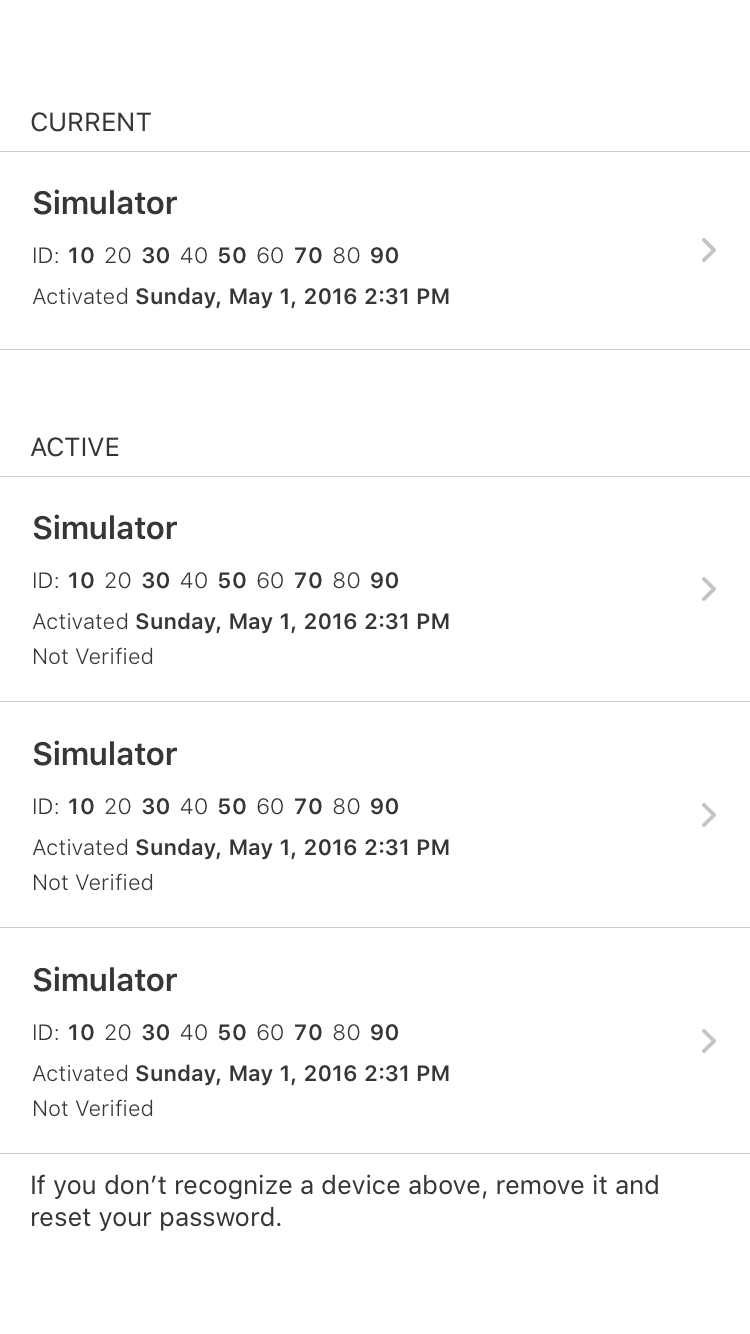 CURRENT
Simulator
ID: 10 20 30 40 50 60 70 80 90
Activated Sunday, May 1, 2016 2:31 PM
ACTIVE
Simulator
ID: 10 20 30 40 50 60 70 80 90
Activated Sunday, May 1, 2016 2:31 PM
Not Verified
Simulator
ID: 10 20 30 40 50 60 70 80 90
Activated Sunday, May 1, 2016 2:31 PM
Not Verified
Simulator
ID: 10 20 30 40 50 60 70 80 90
Activated Sunday, May 1, 2016 2:31 PM
Not Verified
If you don’t recognize a device above, remove it and
reset your password.